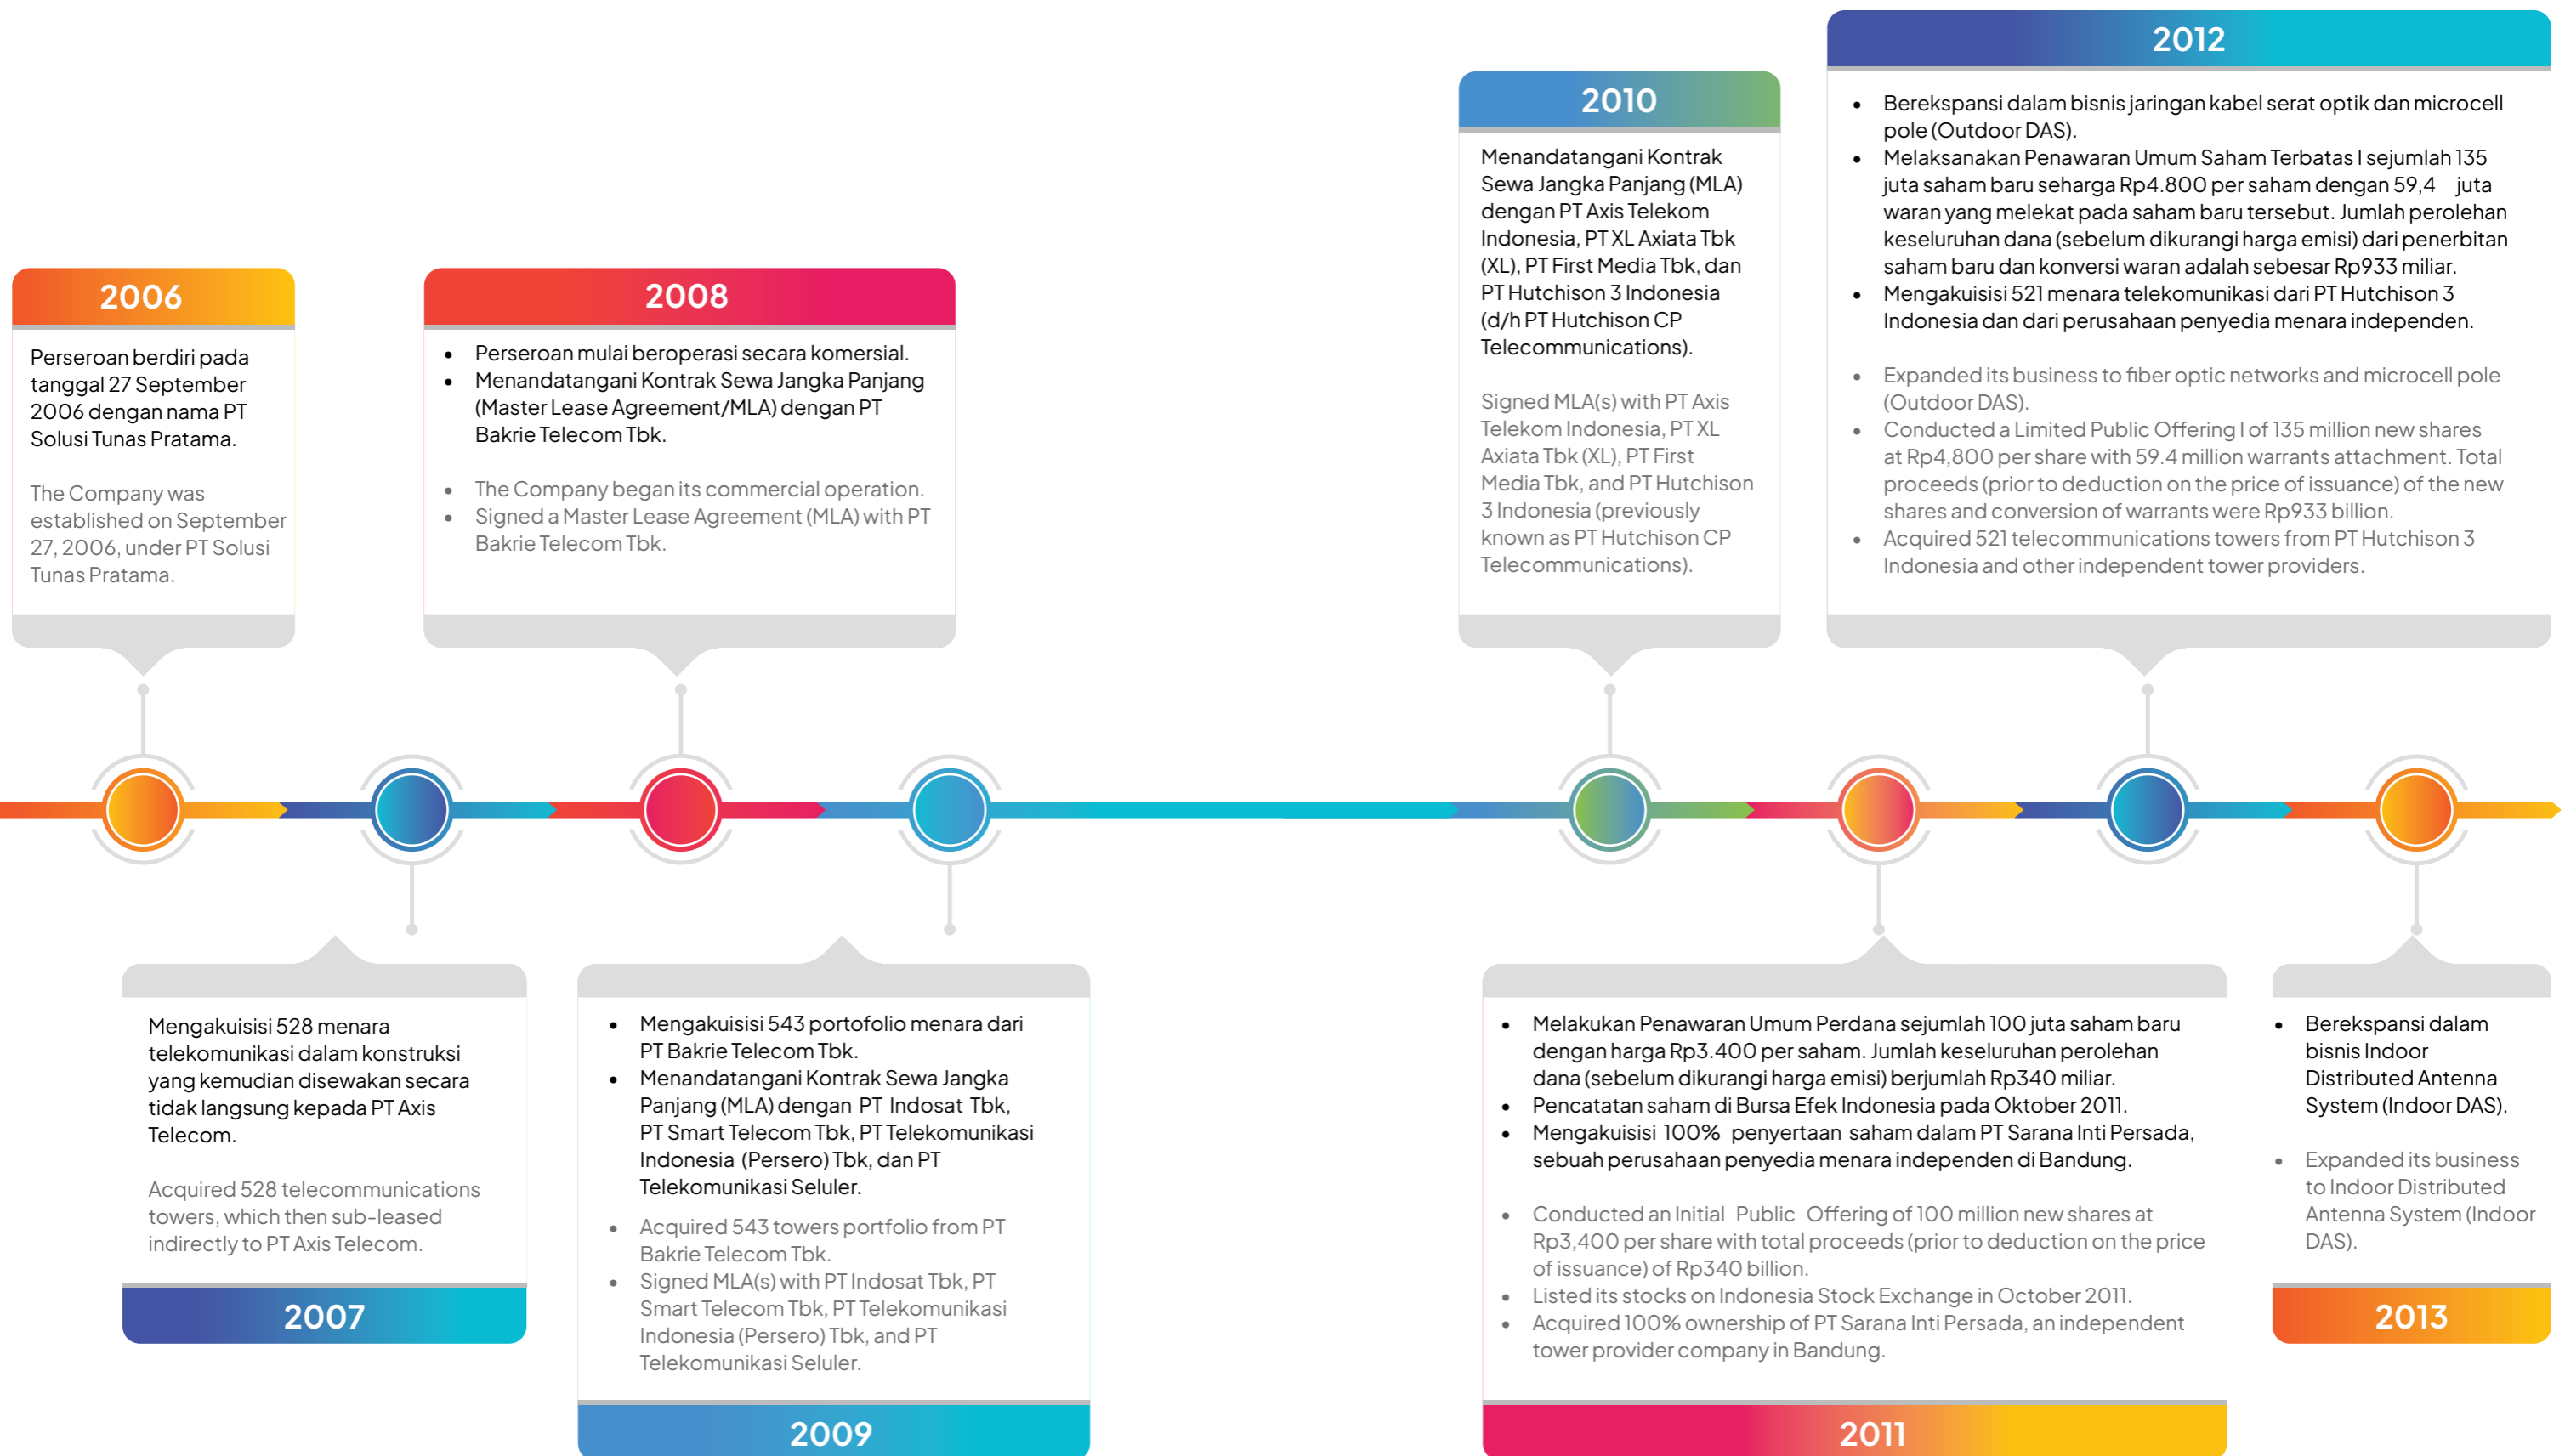 2006
Perseroan berdiri pada
tanggal 27 September
2006 dengan nama PT
Solusi Tunas Pratama.
The Company was
established on September
27, 2006, under PT Solusi
Tunas Pratama.
Mengakuisisi 528 menara
telekomunikasi dalam konstruksi
yang kemudian disewakan secara
tidak langsung kepada PT Axis
Telecom.
Acquired 528 telecommunications
towers, which then sub-leased
indirectly to PT Axis Telecom.
2007
2008
• Perseroan mulai beroperasi secara komersial.
• Menandatangani Kontrak Sewa Jangka Panjang
(Master Lease Agreement/MLA) dengan PT
Bakrie Telecom Tbk.
• The Company began its commercial operation.
• Signed a Master Lease Agreement (MLA) with PT
Bakrie Telecom Tbk.
• Mengakuisisi 543 portofolio menara dari
PT Bakrie Telecom Tbk.
• Menandatangani Kontrak Sewa Jangka
Panjang (MLA) dengan PT Indosat Tbk,
PT Smart Telecom Tbk, PT Telekomunikasi
Indonesia (Persero) Tbk, dan PT
Telekomunikasi Seluler.
• Acquired 543 towers portfolio from PT
Bakrie Telecom Tbk.
• Signed MLA(s) with PT Indosat Tbk, PT
Smart Telecom Tbk, PT Telekomunikasi
Indonesia (Persero) Tbk, and PT
Telekomunikasi Seluler.
2009
2010
Menandatangani Kontrak
Sewa Jangka Panjang (MLA)
dengan PT Axis Telekom
Indonesia, PT XL Axiata Tbk
(XL), PT First Media Tbk, dan
PT Hutchison 3 Indonesia
(d/h PT Hutchison CP
Telecommunications).
Signed MLA(s) with PT Axis
Telekom Indonesia, PT XL
Axiata Tbk (XL), PT First
Media Tbk, and PT Hutchison
3 Indonesia (previously
known as PT Hutchison CP
Telecommunications).
• Melakukan Penawaran Umum Perdana sejumlah 100 juta saham baru
dengan harga Rp3.400 per saham. Jumlah keseluruhan perolehan
dana (sebelum dikurangi harga emisi) berjumlah Rp340 miliar.
• Pencatatan saham di Bursa Efek Indonesia pada Oktober 2011.
• Mengakuisisi 100% penyertaan saham dalam PT Sarana Inti Persada,
sebuah perusahaan penyedia menara independen di Bandung.
• Conducted an Initial Public Offering of 100 million new shares at
Rp3,400 per share with total proceeds (prior to deduction on the price
of issuance) of Rp340 billion.
• Listed its stocks on Indonesia Stock Exchange in October 2011.
• Acquired 100% ownership of PT Sarana Inti Persada, an independent
tower provider company in Bandung.
2011
2012
• Berekspansi dalam bisnis jaringan kabel serat optik dan microcell
pole (Outdoor DAS).
• Melaksanakan Penawaran Umum Saham Terbatas I sejumlah 135
juta saham baru seharga Rp4.800 per saham dengan 59,4 juta
waran yang melekat pada saham baru tersebut. Jumlah perolehan
keseluruhan dana (sebelum dikurangi harga emisi) dari penerbitan
saham baru dan konversi waran adalah sebesar Rp933 miliar.
• Mengakuisisi 521 menara telekomunikasi dari PT Hutchison 3
Indonesia dan dari perusahaan penyedia menara independen.
• Expanded its business to fiber optic networks and microcell pole
(Outdoor DAS).
• Conducted a Limited Public Offering I of 135 million new shares
at Rp4,800 per share with 59.4 million warrants attachment. Total
proceeds (prior to deduction on the price of issuance) of the new
shares and conversion of warrants were Rp933 billion.
• Acquired 521 telecommunications towers from PT Hutchison 3
Indonesia and other independent tower providers.
• Berekspansi dalam
bisnis Indoor
Distributed Antenna
System (Indoor DAS).
• Expanded its business
to Indoor Distributed
Antenna System (Indoor
DAS).
2013